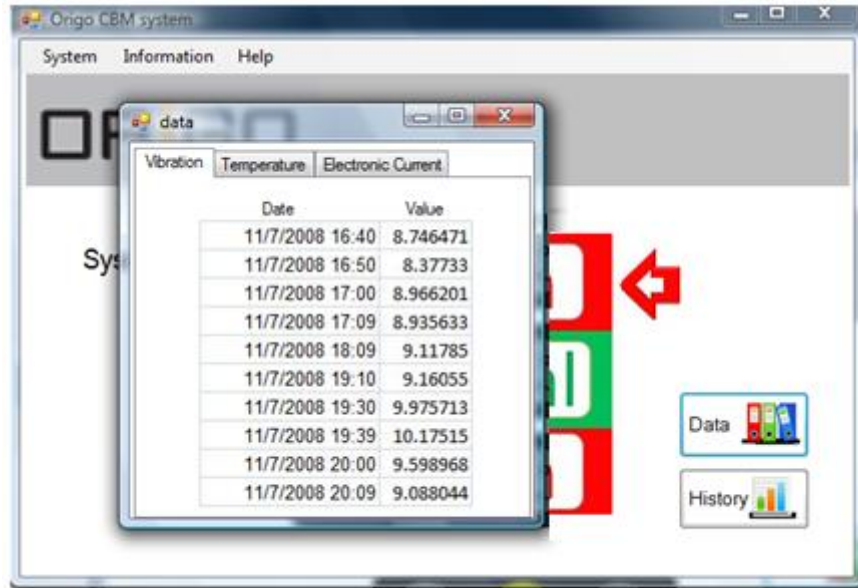 Origo CBM system
System Information Help
data
Vibration Temperature Electronic Current
Date Value
11/7/2008 16:40 8.746471
11/7/2008 16:50 8.37733
11/7/2008 17:00 8.966201
11/7/2008 17:09 8.935633
11/7/2008 18:09 9.11785
11/7/2008 19:10 9.16055
11/7/2008 19:30 9.975713
11/7/2008 19:39 10.17515
11/7/2008 20:00 9.598968
11/7/2008 20:09 9.088044
Data
History